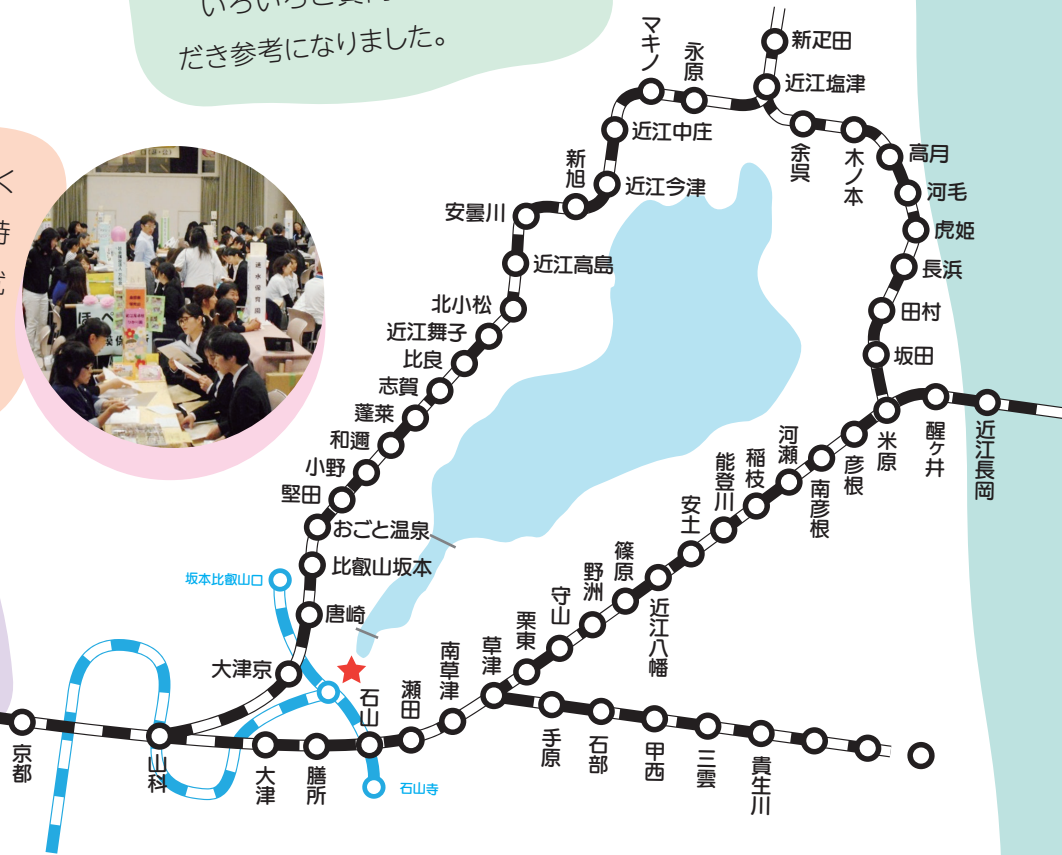 だき参考になりました。
く
新疋田
近江塩津
マキノ
永原
近江中庄
近江今津
新旭
安曇川
近江高島
北小松
近江舞子
比良
志賀
蓬莱
和邇
小野
堅田
おごと温泉
比叡山坂本
唐崎
大津京
坂本比叡山口
石山寺
余呉
木ノ本
高月
河毛
虎姫
長浜
田村
坂田
米原
醒ヶ井
近江長岡
彦根
南彦根
河瀬
稲枝
能登川
安土
近江八幡
篠原
野洲
守山
栗東
草津
南草津
瀬田
石山
膳所
大津
山科
京都
手原
石部
甲西
三雲
貴生川